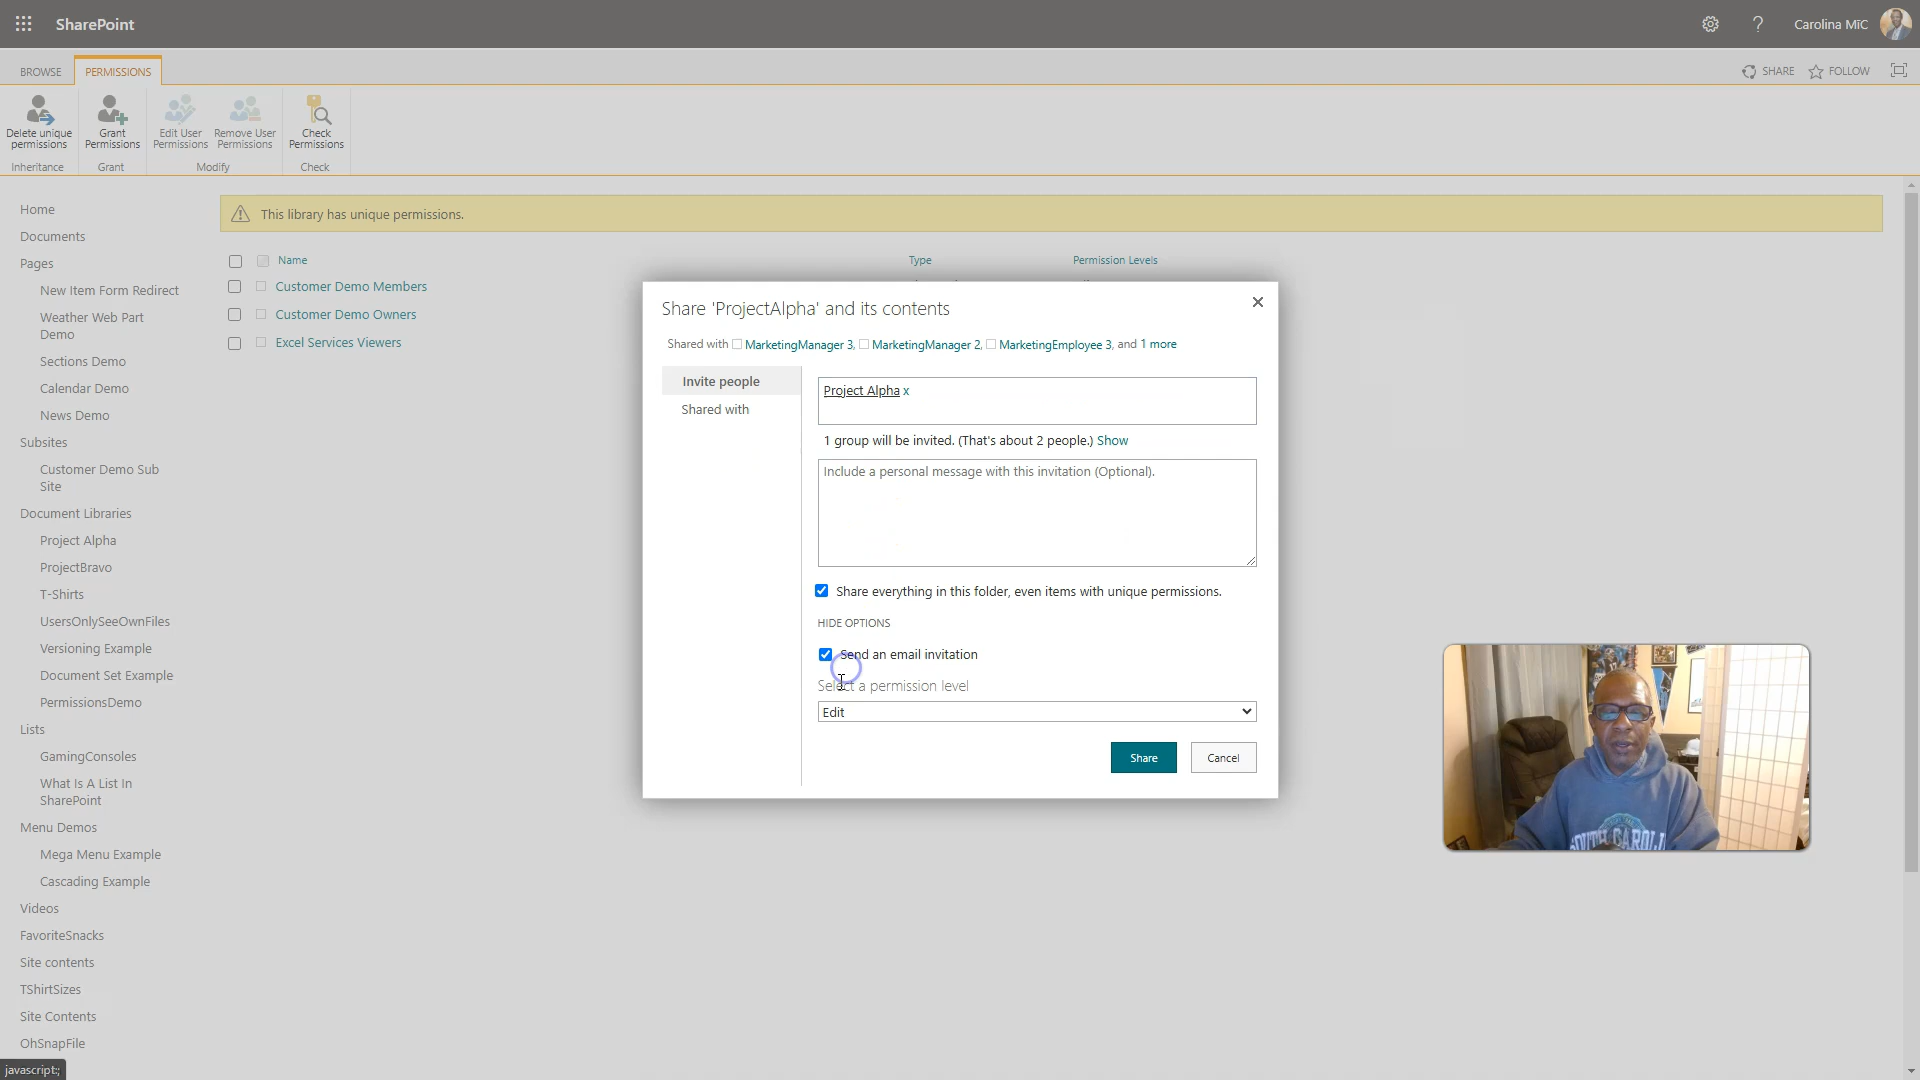 SharePoint
Carolina MiC
BROWSE
PERMISSIONS
SHARE
FOLLOW
Delete unique
permissions
Grant
Permissions
Edit User
Permissions
Remove User
Permissions
Check
Permissions
Inheritance
Grant
Modify
Check
This library has unique permissions.
Name
Type
Permission Levels
Customer Demo Members
Customer Demo Owners
Excel Services Viewers
Home
Documents
Pages
New Item Form Redirect
Weather Web Part
Demo
Sections Demo
Calendar Demo
News Demo
Subsites
Customer Demo Sub
Site
Document Libraries
Project Alpha
ProjectBravo
T-Shirts
UsersOnlySeeOwnFiles
Versioning Example
Document Set Example
PermissionsDemo
Lists
GamingConsoles
What Is A List In
SharePoint
Menu Demos
Mega Menu Example
Cascading Example
Videos
FavoriteSnacks
Site contents
TShirtSizes
Site Contents
OhSnapFile
javascript:;
Share 'ProjectAlpha' and its contents
Shared with MarketingManager 3, MarketingManager 2, MarketingEmployee 3, and 1 more
Invite people
Shared with
Project Alpha x
1 group will be invited. (That's about 2 people.) Show
Include a personal message with this invitation (Optional).
Share everything in this folder, even items with unique permissions.
HIDE OPTIONS
Send an email invitation
Select a permission level
Edit
Share
Cancel